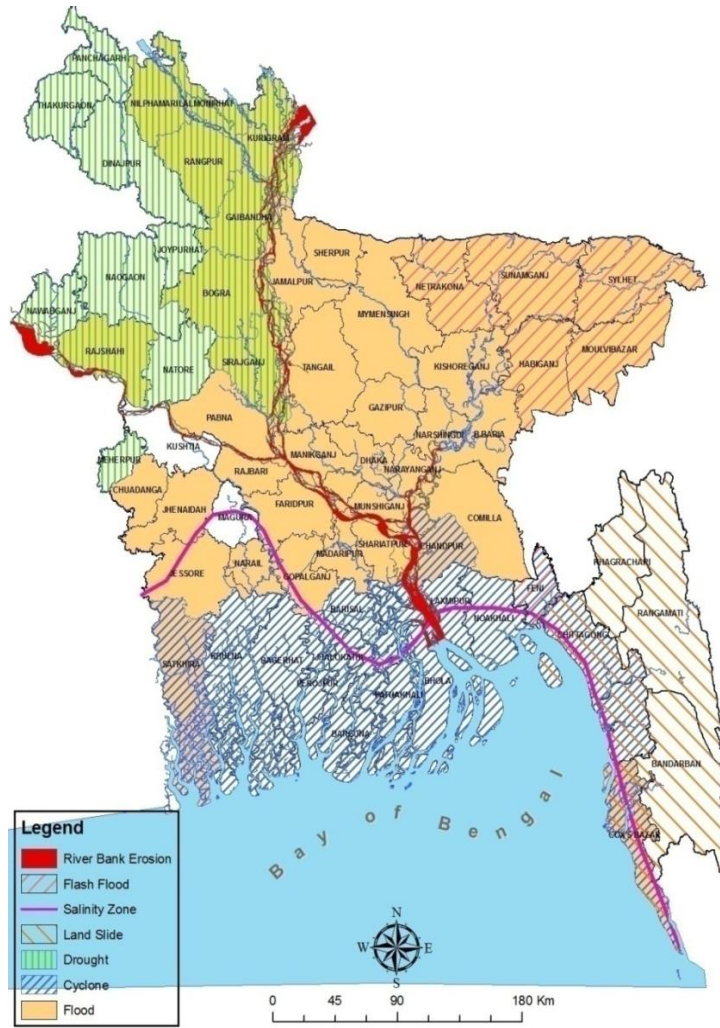 PANCHAGARH
THAKURGAON
NILPHAMARI LALMONIRHAT
DINAJPUR
KURIGRAM
RANGPUR
GAIBANDHA
JOYPURHAT
SHERPUR
NAOGAON
JAMALPUR
NETRAKONA
SUNAMGANJ
SYLHET
NAWABGANJ
BOGRA
MYMENSINGH
RAJSHAHI
NATORE
SIRAJGANJ
TANGAIL
KISHOREGANJ
HABIGANJ
MOULVIBAZAR
PABNA
GAZIPUR
KUSHTIA
NARSHINGDI
B.BARIA
MEHERPUR
MANIKGANJ
DHAKA
RAJBARI
NARAYANGANJ
CHUADANGA
JHENAIDAH
MAGURA
FARIDPUR
MUNSHIGANJ
COMILLA
SHARIATPUR
CHANDPUR
MADARIPUR
JESSORE
NARAIL
GOPALGANJ
KHAGRACHARI
FENI
RANGAMATI
BARISAL
LAXMIPUR
NOAKHALI
CHITTAGONG
SATKHIRA
KHULNA
BAGERHAT
JHALOKATHI
PEROJPUR
BHOLA
PATUAKHALI
BARGUNA
BANDARBAN
COX'S BAZAR
Bay of Bengal
Legend
River Bank Erosion
Flash Flood
Salinity Zone
Land Slide
Drought
Cyclone
Flood
N
W E
S
0 45 90 180 Km